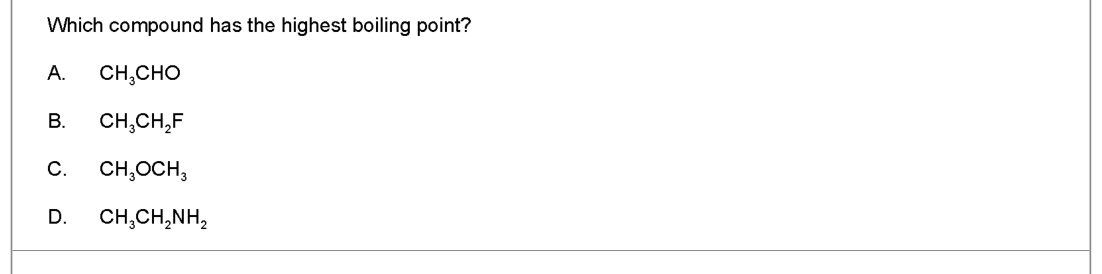 Which compound has the highest boiling point?
A. CH₃CHO
B. CH₃CH₂F
C. CH₃OCH₃
D. CH₃CH₂NH₂